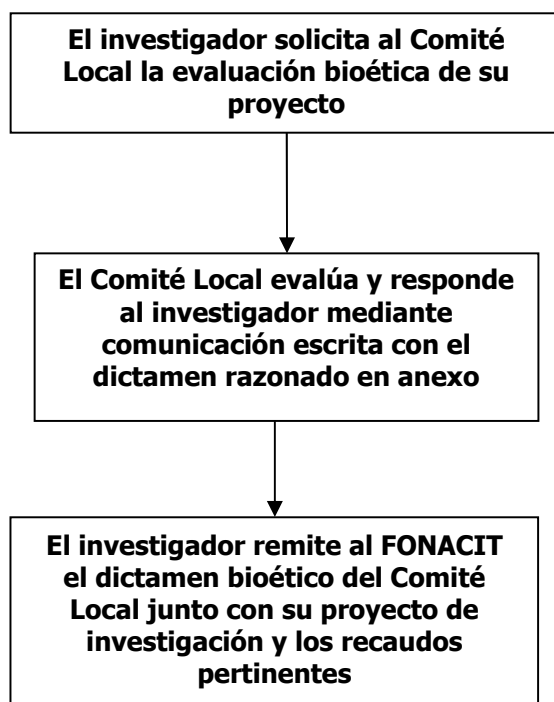 El investigador solicita al Comité
Local la evaluación bioética de su
proyecto
El Comité Local evalúa y responde
al investigador mediante
comunicación escrita con el
dictamen razonado en anexo
El investigador remite al FONACIT
el dictamen bioético del Comité
Local junto con su proyecto de
investigación y los recaudos
pertinentes